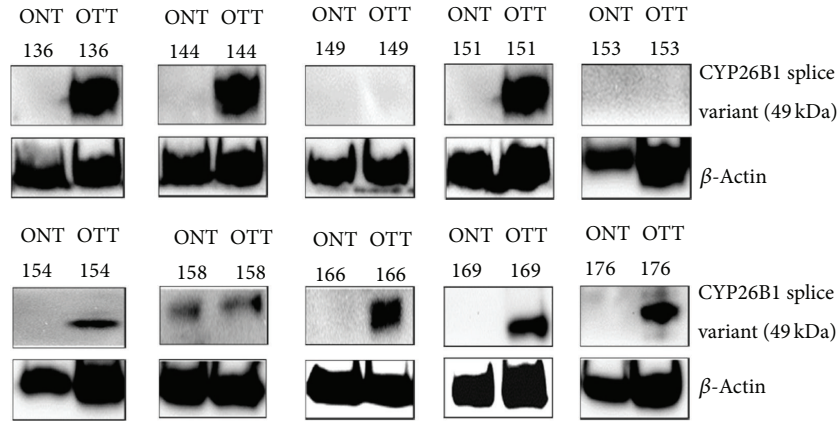 ONT OTT ONT OTT ONT OTT ONT OTT ONT OTT
136 136 144 144 149 149 151 151 153 153
CYP26B1 splice
variant (49 kDa)
β-Actin
ONT OTT ONT OTT ONT OTT ONT OTT ONT OTT
154 154 158 158 166 166 169 169 176 176
CYP26B1 splice
variant (49 kDa)
β-Actin